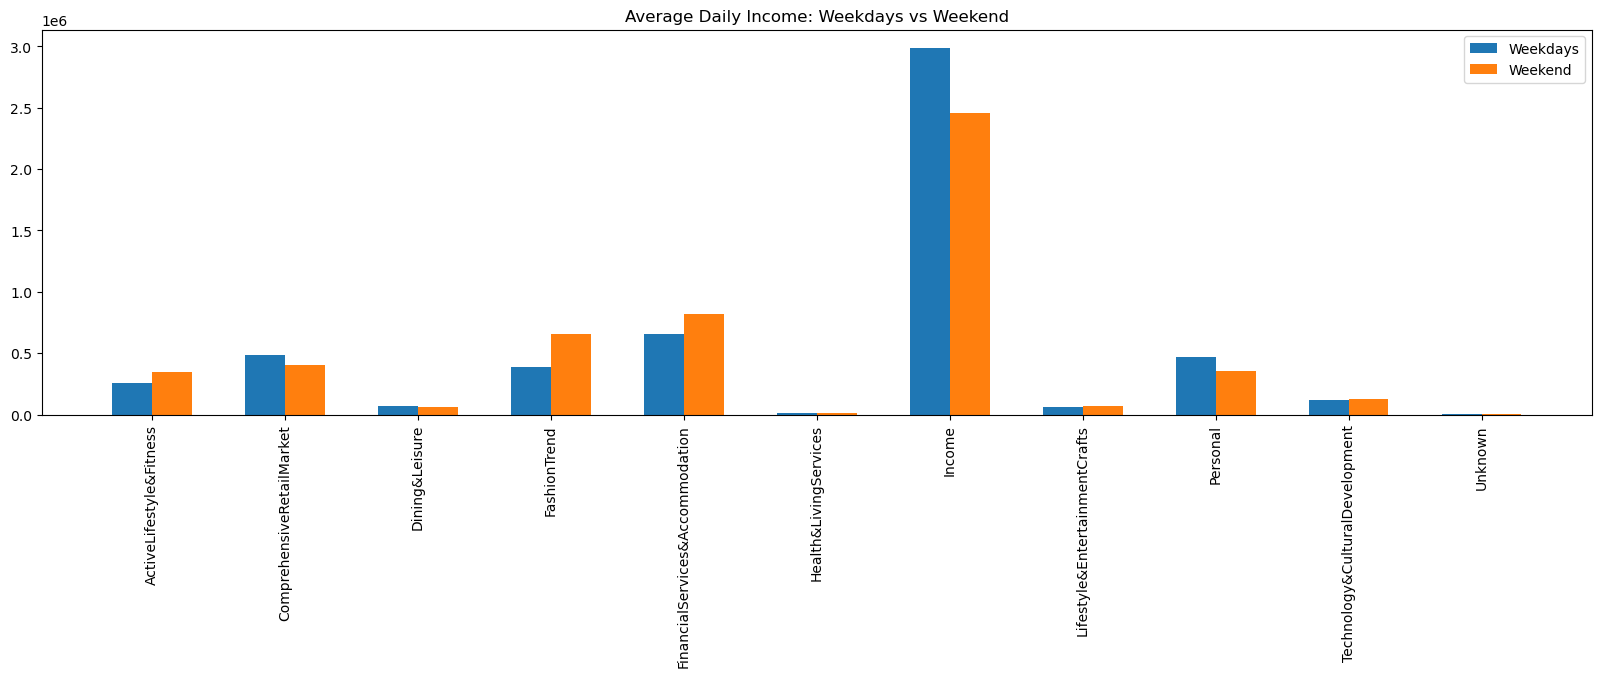 Average Daily Income: Weekdays vs Weekend
1e6
3.0
2.5
2.0
1.5
1.0
0.5
0.0
Weekdays
Weekend
ActiveLifestyle&Fitness
ComprehensiveRetailMarket
Dining&Leisure
FashionTrend
FinancialServices&Accommodation
Health&LivingServices
Income
Lifestyle&EntertainmentCrafts
Personal
Technology&CulturalDevelopment
Unknown